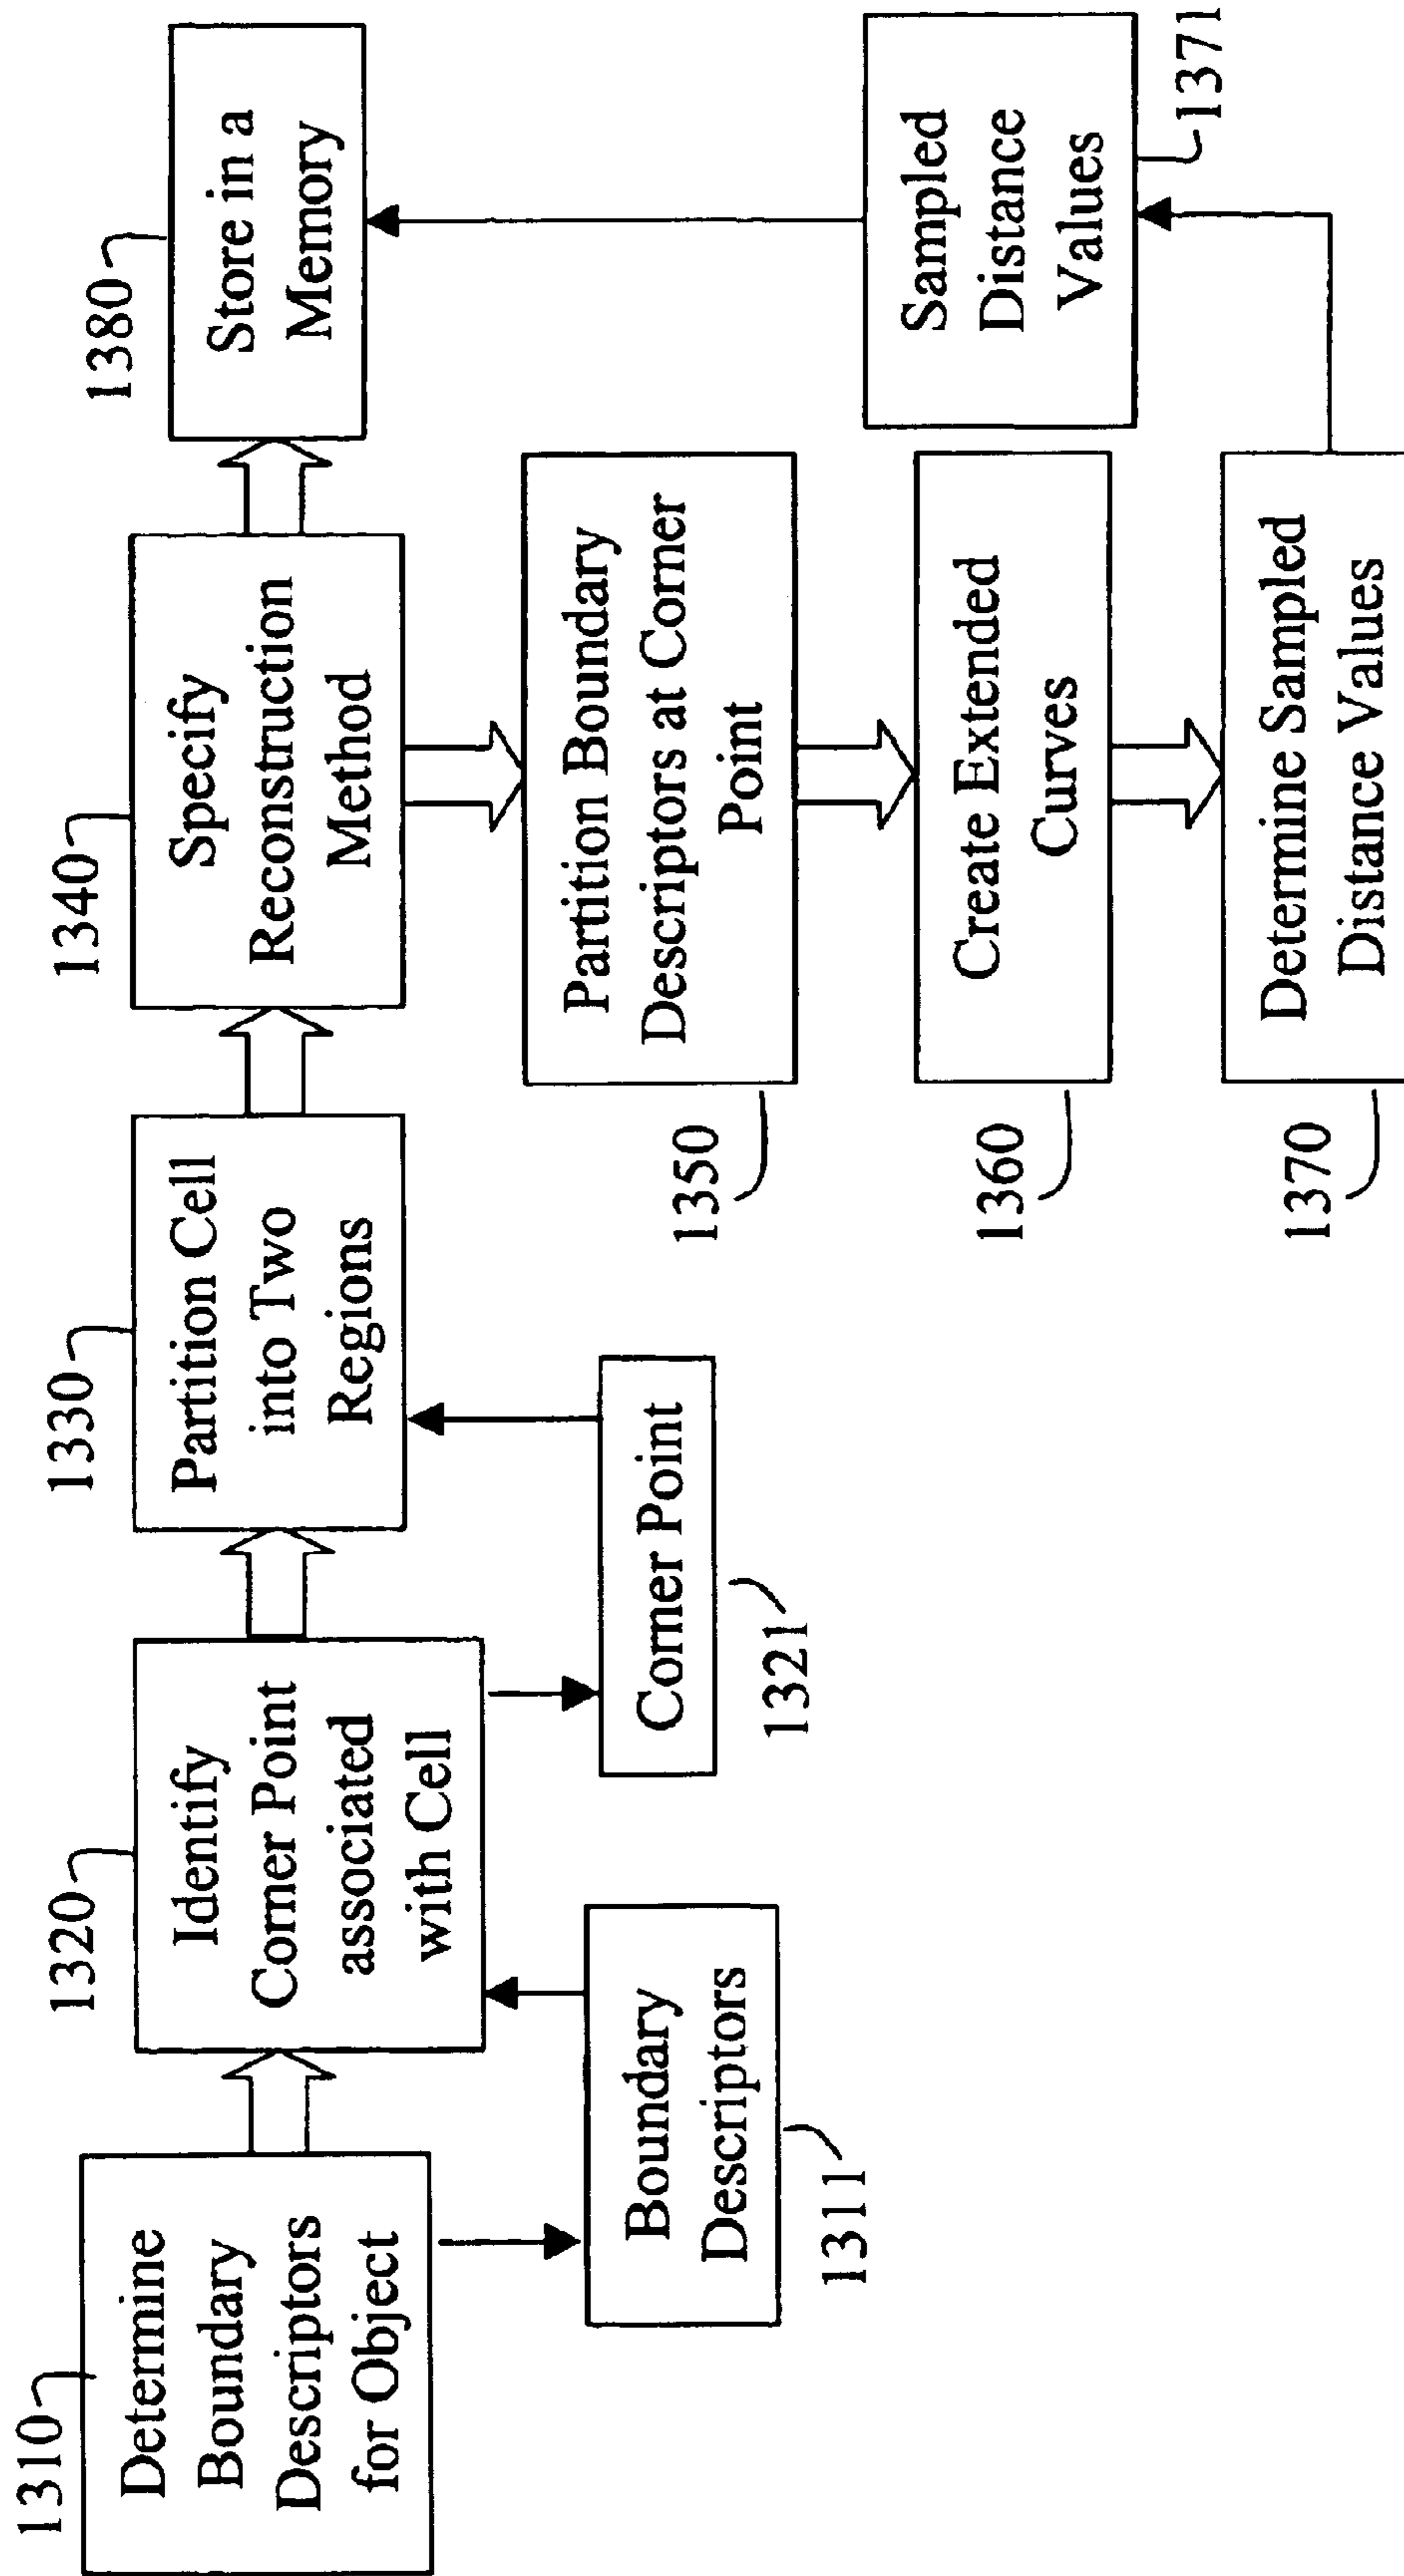 1310
Determine
Boundary
Descriptors
for Object
1311
Boundary
Descriptors
1320
Identify
Corner Point
associated
with Cell
1321
Corner Point
1330
Partition Cell
into Two
Regions
1340
Specify
Reconstruction
Method
1350
Partition Boundary
Descriptors at Corner
Point
1360
Create Extended
Curves
1370
Determine Sampled
Distance Values
1371
Sampled
Distance
Values
1380
Store in a
Memory